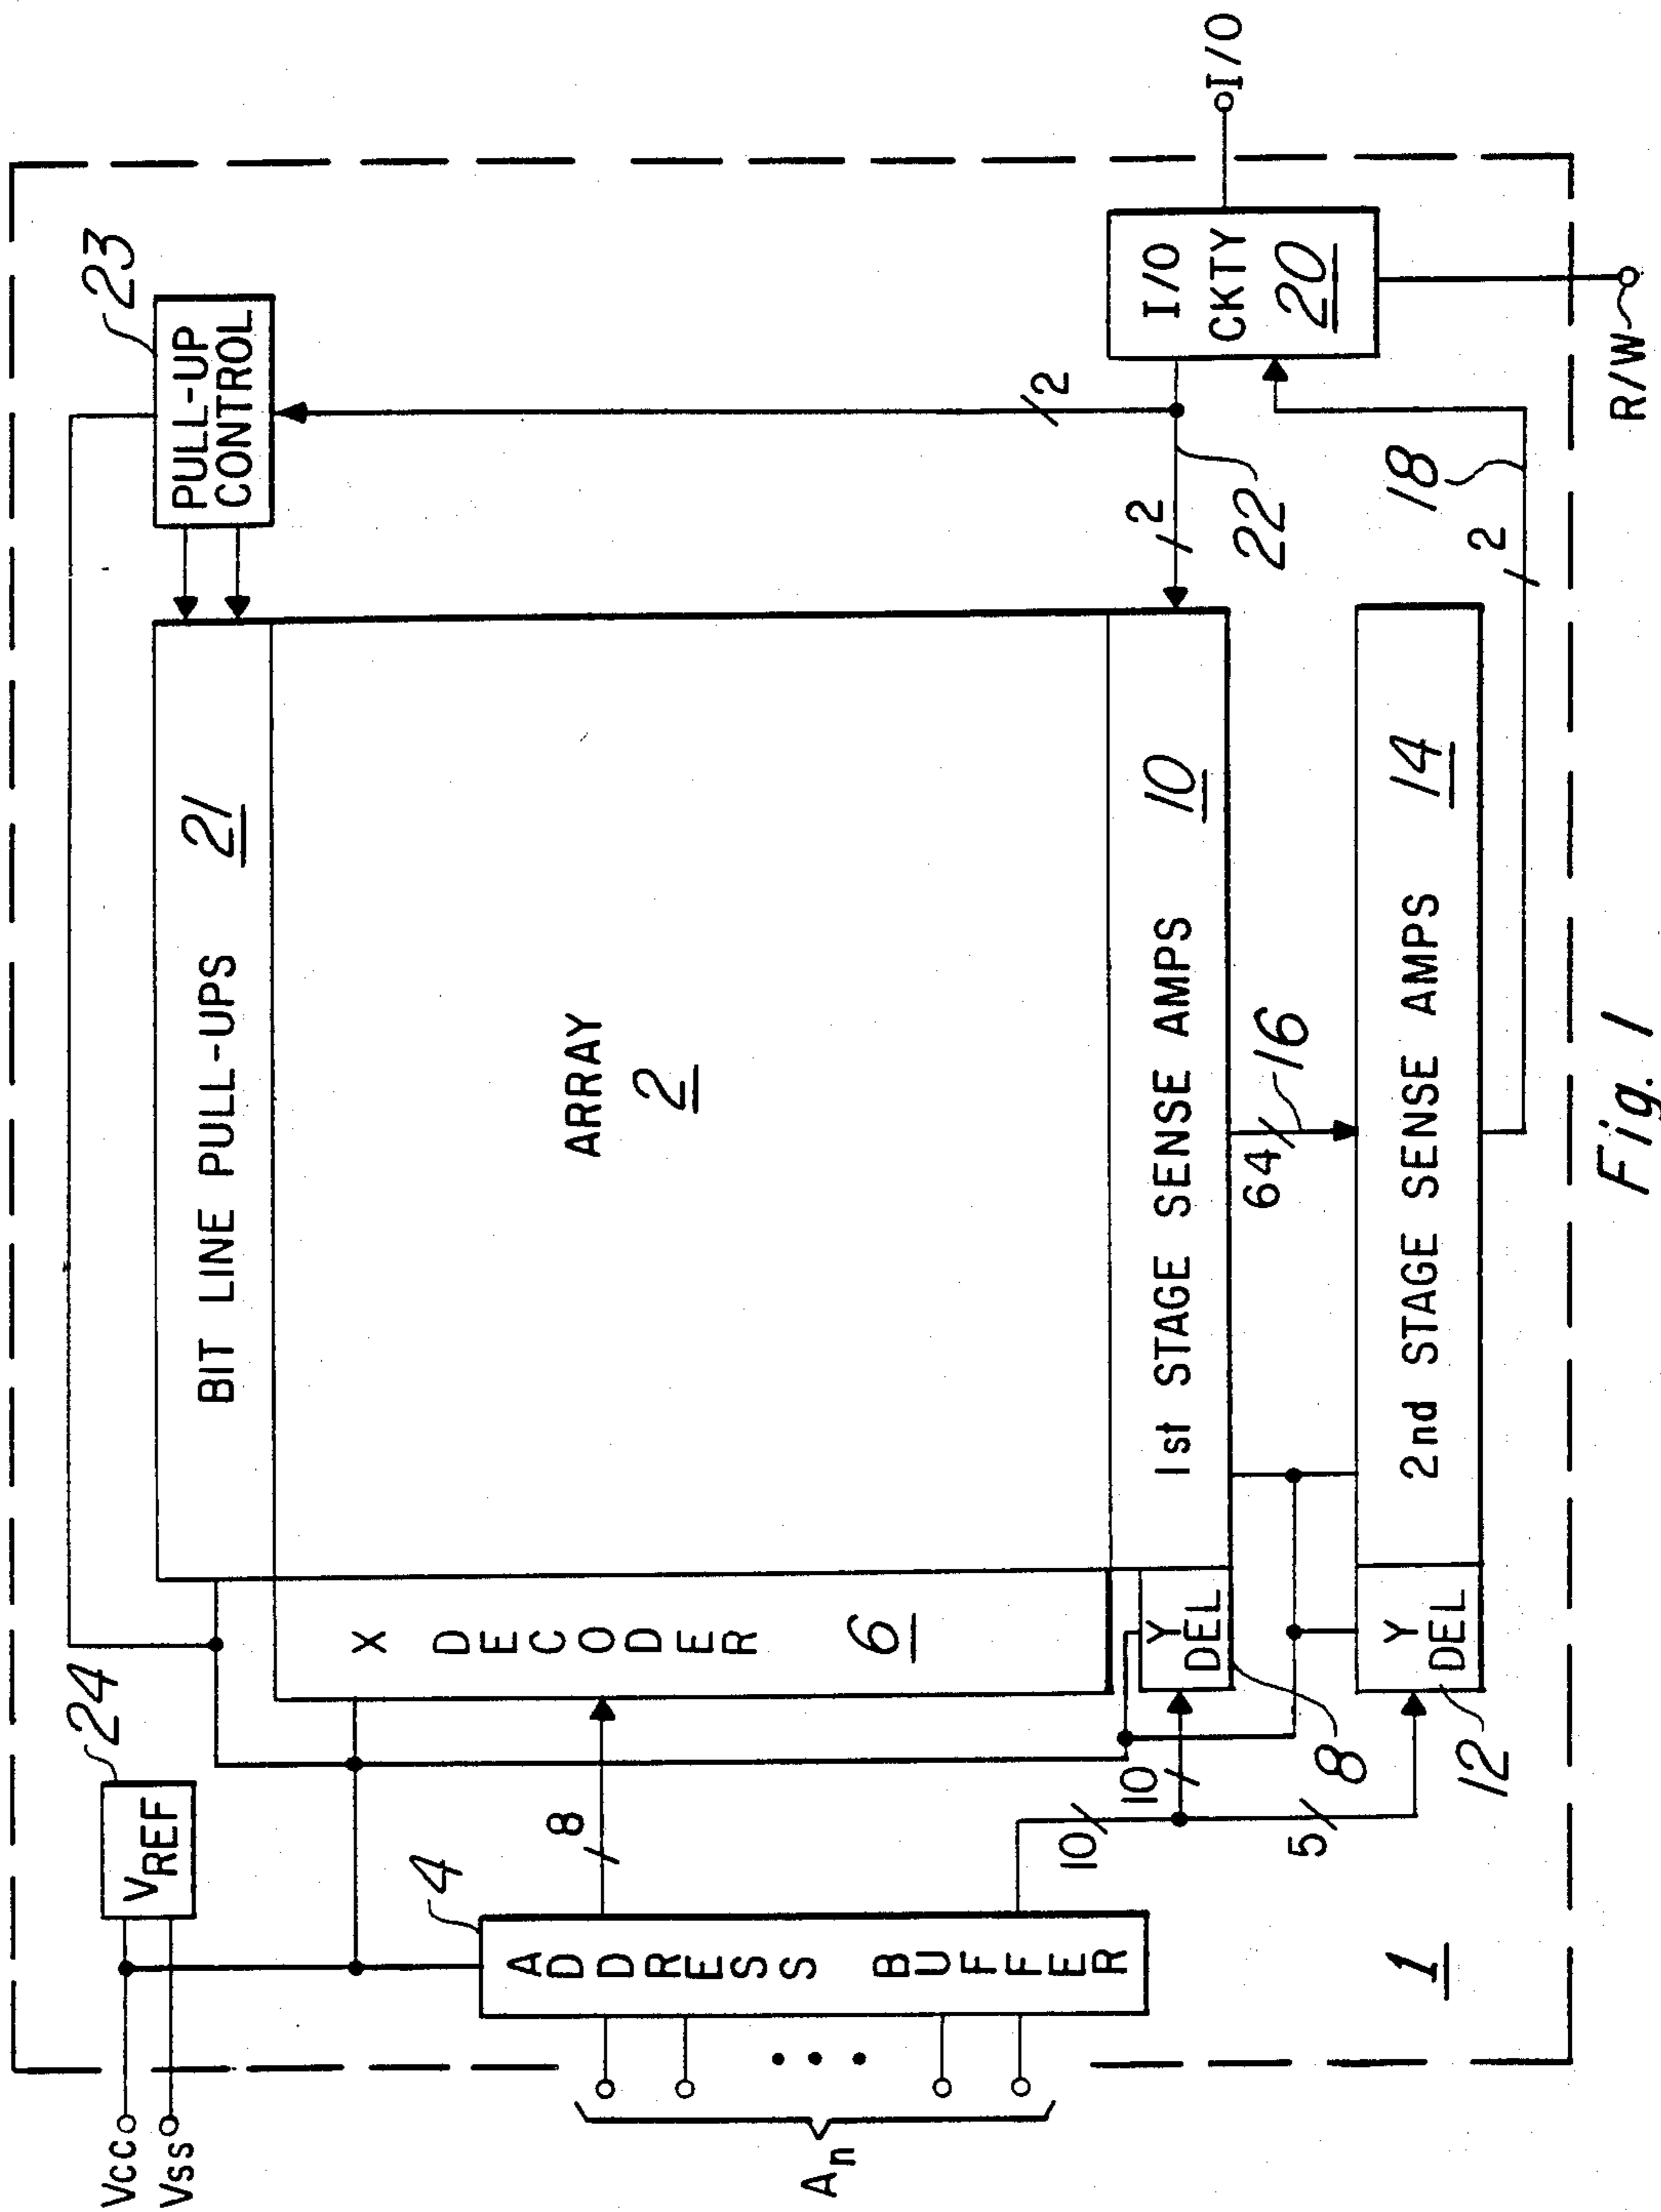 Vcc
Vss
24
VREF
23
PULL-UP
CONTROL
BIT LINE PULL-UPS 21
4
ADDRESS BUFFER
An
8
X DECODER 6
ARRAY
2
2
10
10
5
Y
DEL
8
1st STAGE SENSE AMPS 10
2
22
I/O
CKTY
20
I/O
64
16
Y
DEL
12
2nd STAGE SENSE AMPS 14
2
18
R/W
1
Fig. 1